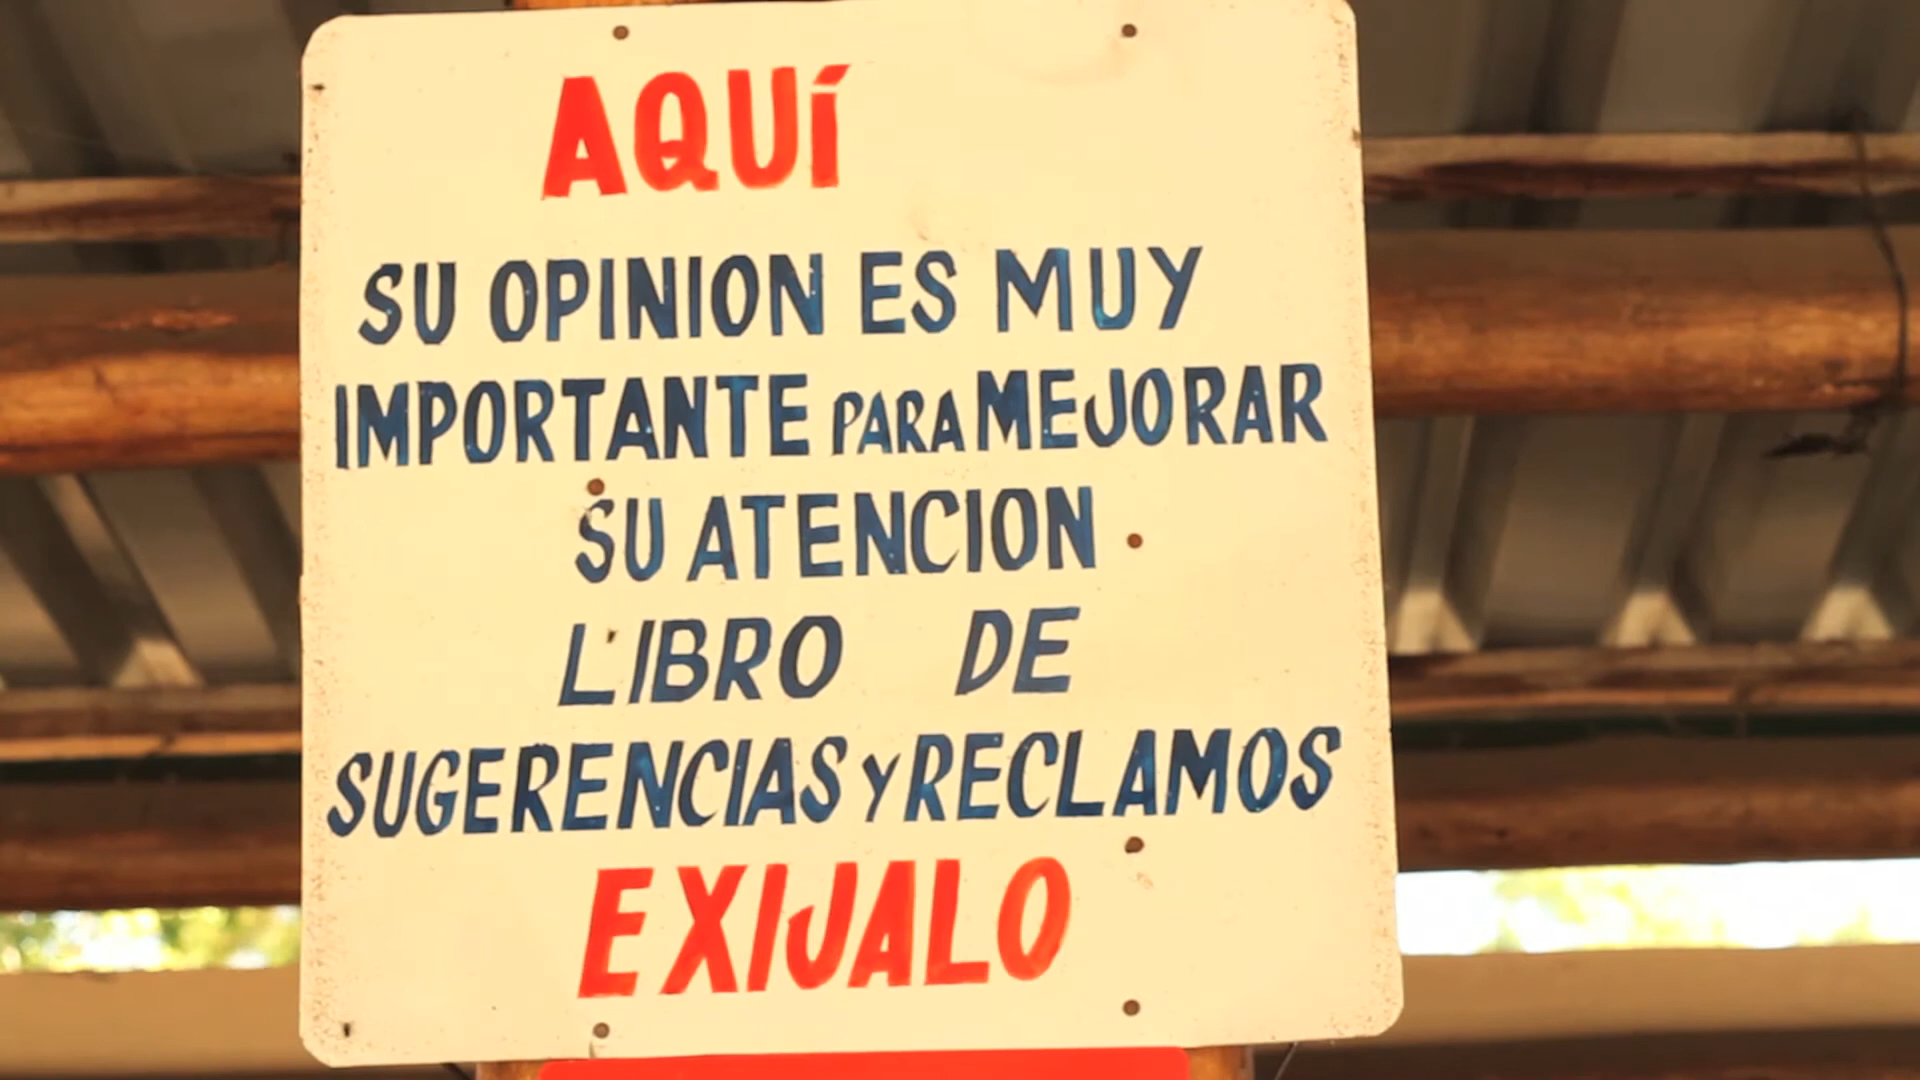 AQUÍ
SU OPINION ES MUY
IMPORTANTE PARA MEJORAR
SU ATENCION
LIBRO DE
SUGERENCIAS Y RECLAMOS
EXIJALO